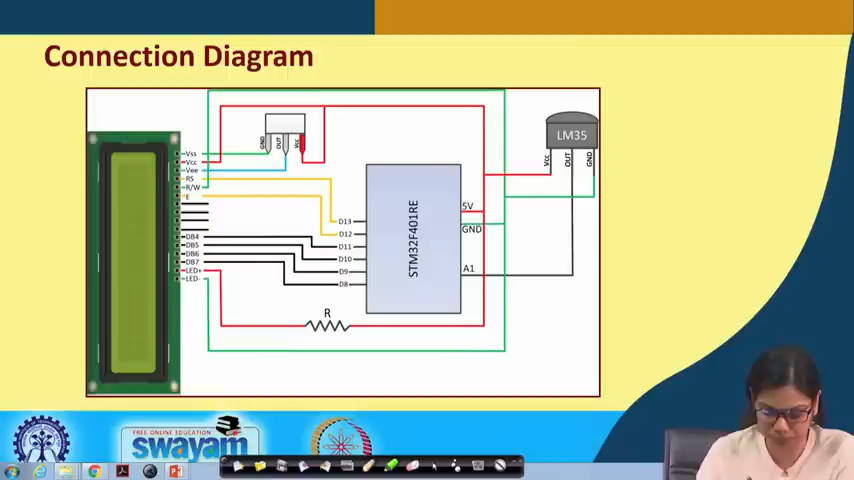 Connection Diagram
LM35
GND
OUT
Vcc
Vcc
OUT
GND
Vss
Vcc
Vee
RS
R/W
E
DB4
DB5
DB6
DB7
LED+
LED-
D13
D12
D11
D10
D9
D8
STM32F401RE
5V
GND
A1
R
FREE ONLINE EDUCATION
swayam